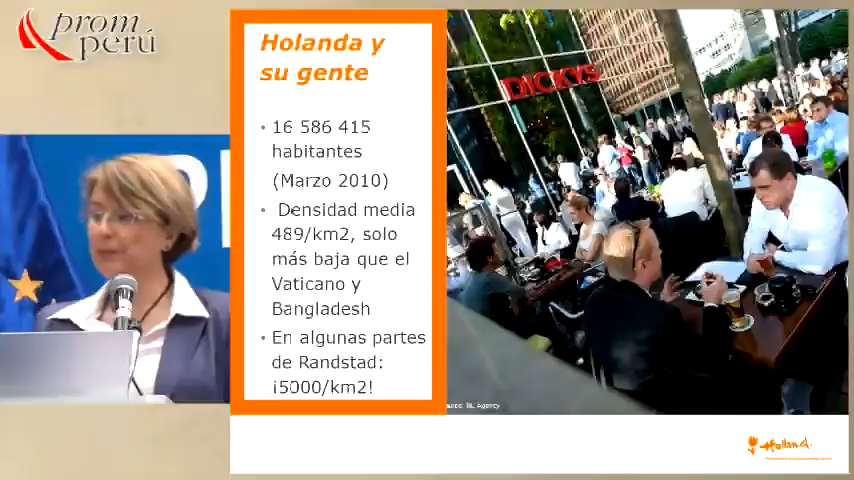 prom
perú
Holanda y
su gente
• 16 586 415
habitantes
(Marzo 2010)
• Densidad media
489/km2, solo
más baja que el
Vaticano y
Bangladesh
• En algunas partes
de Randstad:
¡5000/km2!
DICKYS
Agency
Holland.